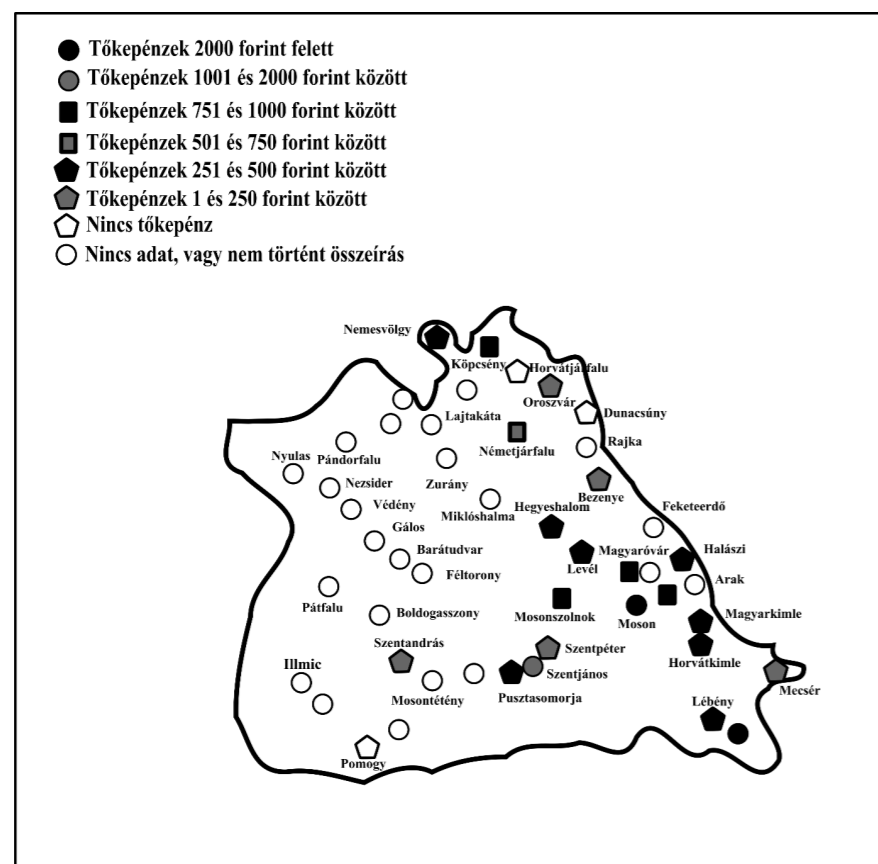 Tőkepénzek 2000 forint felett
Tőkepénzek 1001 és 2000 forint között
Tőkepénzek 751 és 1000 forint között
Tőkepénzek 501 és 750 forint között
Tőkepénzek 251 és 500 forint között
Tőkepénzek 1 és 250 forint között
Nincs tőkepénz
Nincs adat, vagy nem történt összeírás
Nemesvölgy
Köpcsény
Horvátjárfalu
Oroszvár
Dunacsúny
Lajtakáta
Rajka
Németjárfalu
Pándorfalu
Nyulas
Zurány
Nezsider
Bezenye
Védény
Miklóshalma
Hegyeshalom
Feketeerdő
Gálos
Barátudvar
Magyaróvár
Halászi
Levél
Féltorony
Arak
Pátfalu
Boldogasszony
Mosonszolnok
Moson
Magyarkimle
Szentandrás
Szentpéter
Horvátkimle
Illmic
Szentjános
Mosontétény
Pusztasomorja
Mecsér
Lébény
Pomogy